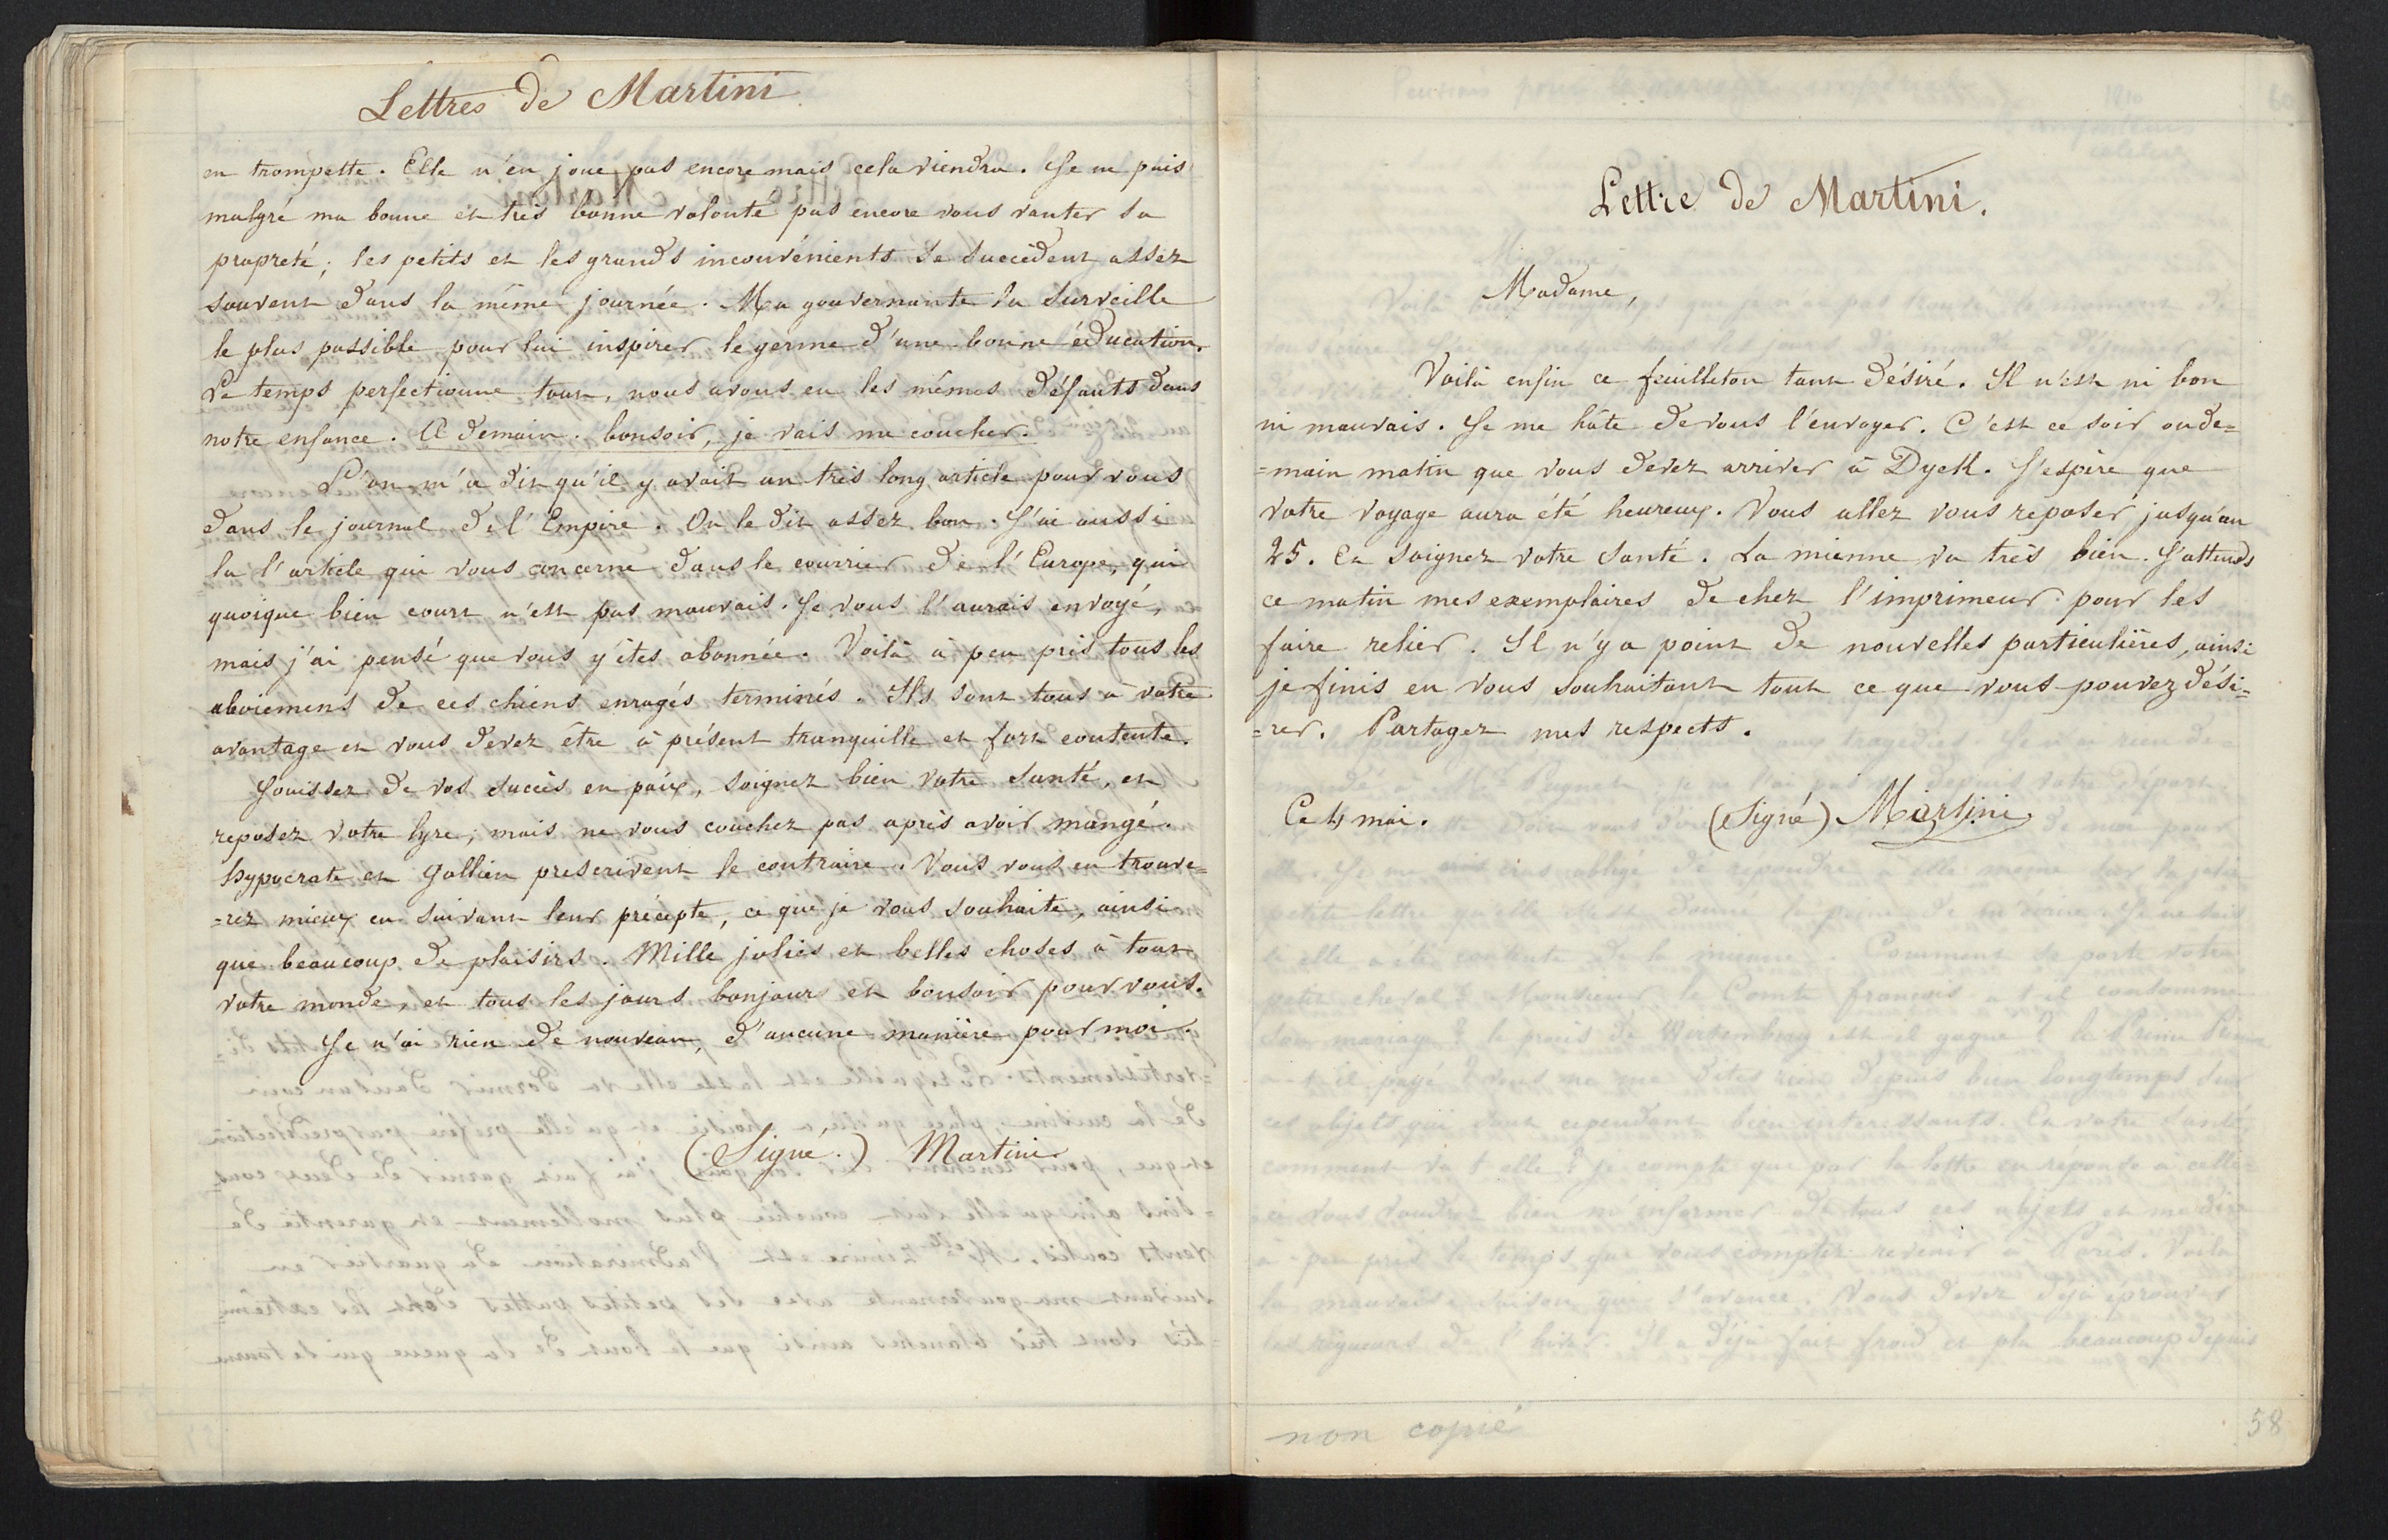 Lettres de Martini
en trompette. Elle n'en joue pas encore mais cela viendra. Je ne puis
malgré ma bonne et très bonne volonté pas encore vous vanter sa
propreté; les petits et les grands inconvénients se succèdent assez
souvent dans la même journée. Ma gouvernante la surveille
le plus possible pour lui inspirer le germe d'une bonne éducation.
Le temps perfectionne tout, nous avons eu les mêmes défauts dans
notre enfance. A demain. bonsoir, je vais me coucher.
L'on m'a dit qu'il y avait un très long article pour vous
dans le journal de l'Empire. On le dit assez bon. J'ai aussi
lu l'article qui vous concerne dans le courrier de l'Europe, qui
quoique bien court n'est pas mauvais. Je vous l'aurais envoyé,
mais j'ai pensé que vous y êtes abonnée. Voilà à peu près tous les
aboiemens de ces chiens enragés terminés. Ils sont tous à votre
avantage et vous devez être à présent tranquille et fort contente.
Jouissez de vos succès en paix, soignez bien votre santé, et
reposez votre lyre; mais ne vous couchez pas après avoir mangé.
hypocrate et Gallien prescrivent le contraire. Vous vous en trouve=
=rez mieux en suivant leur précepte, ce que je vous souhaite, ainsi
que beaucoup de plaisirs. Mille jolies et belles choses à tout
votre monde, et tous les jours bonjour et bonsoir pour vous.
Je n'ai rien de nouveau, d'aucune manière pour moi.
(Signé.) Martini
Lettre de Martini.
Madame,
Voilà enfin ce feuilleton tant désiré. Il n'est ni bon
ni mauvais. Je me hâte de vous l'envoyer. C'est ce soir ou de=
=main matin que vous devez arriver à Dyck. J'espère que
votre voyage aura été heureux. Vous allez vous reposer jusqu'au
25. Et soignez votre santé. La mienne va très bien. J'attends
ce matin mes exemplaires de chez l'imprimeur pour les
faire relier. Il n'y a point de nouvelles particulières, ainsi
je finis en vous souhaitant tout ce que vous pouvez dési=
=rer. Partagez mes respects.
Ce 4 mai. (Signé) Martini
non copié
58